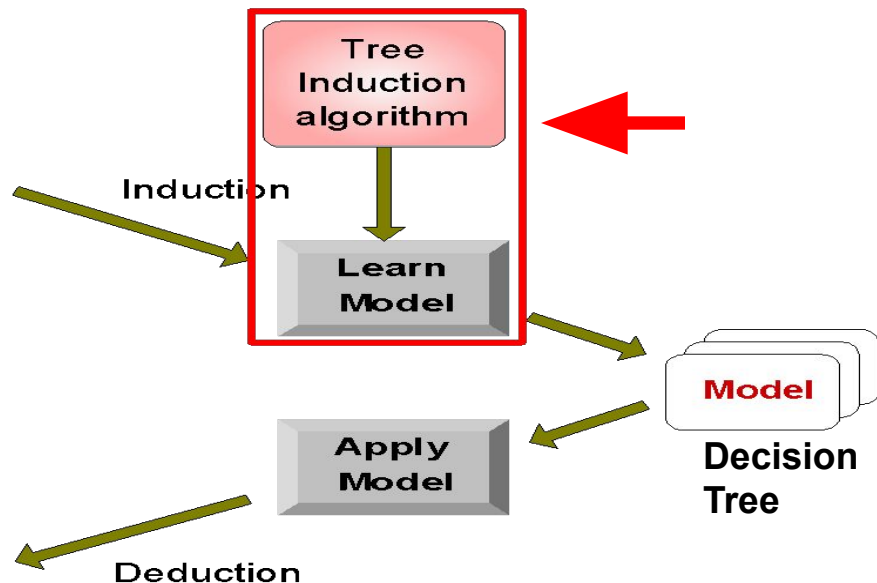 Tree
Induction
algorithm
Induction
Learn
Model
Model
Decision
Tree
Apply
Model
Deduction